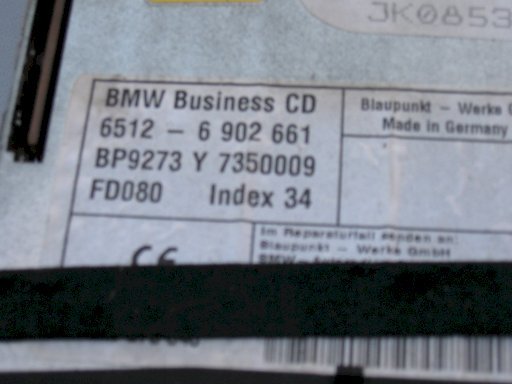 JK0853
BMW Business CD
6512 - 6 902 661
BP9273 Y 7350009
FD080 Index 34
Blaupunkt - Werke
Made in Germany
CE
Im Reparaturfall senden an:
Blaupunkt - Werke GmbH